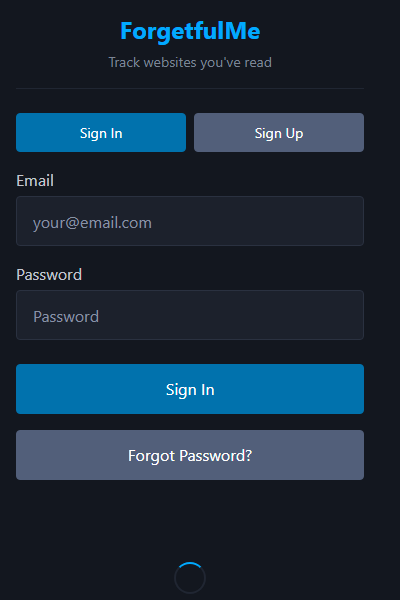 ForgetfulMe
Track websites you've read
Sign In
Sign Up
Email
your@email.com
Password
Password
Sign In
Forgot Password?